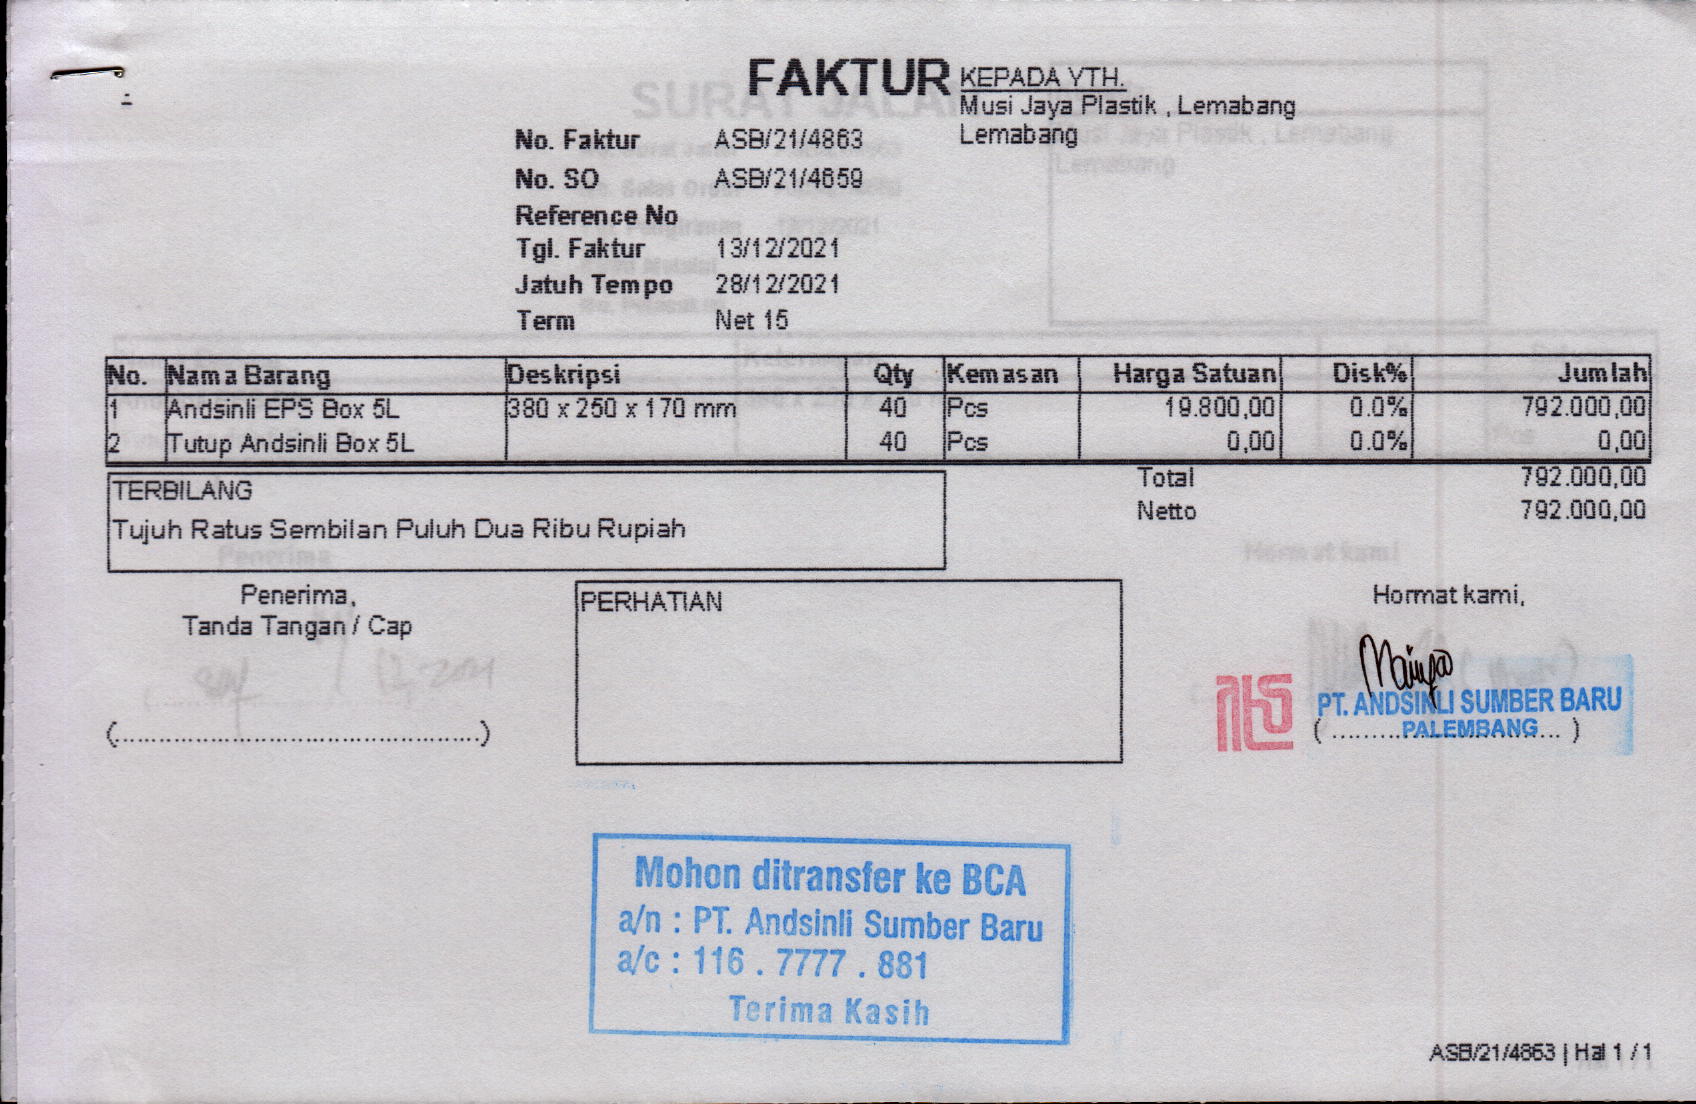 FAKTUR
KEPADA YTH.
Musi Jaya Plastik , Lemabang
Lemabang
No. Faktur ASB/21/4863
No. SO ASB/21/4659
Reference No
Tgl. Faktur 13/12/2021
Jatuh Tempo 28/12/2021
Term Net 15
No. Nama Barang Deskripsi Qty Kemasan Harga Satuan Disk% Jumlah
1 Andsinli EPS Box 5L 380 x 250 x 170 mm 40 Pcs 19.800,00 0.0% 792.000,00
2 Tutup Andsinli Box 5L 40 Pcs 0,00 0.0% 0,00
Total 792.000,00
Netto 792.000,00
TERBILANG
Tujuh Ratus Sembilan Puluh Dua Ribu Rupiah
Penerima,
Tanda Tangan / Cap
(................................................)
PERHATIAN
Hormat kami,
PT. ANDSINLI SUMBER BARU
PALEMBANG
Mohon ditransfer ke BCA
a/n : PT. Andsinli Sumber Baru
a/c : 116 . 7777 . 881
Terima Kasih
ASB/21/4863 | Hal 1 / 1